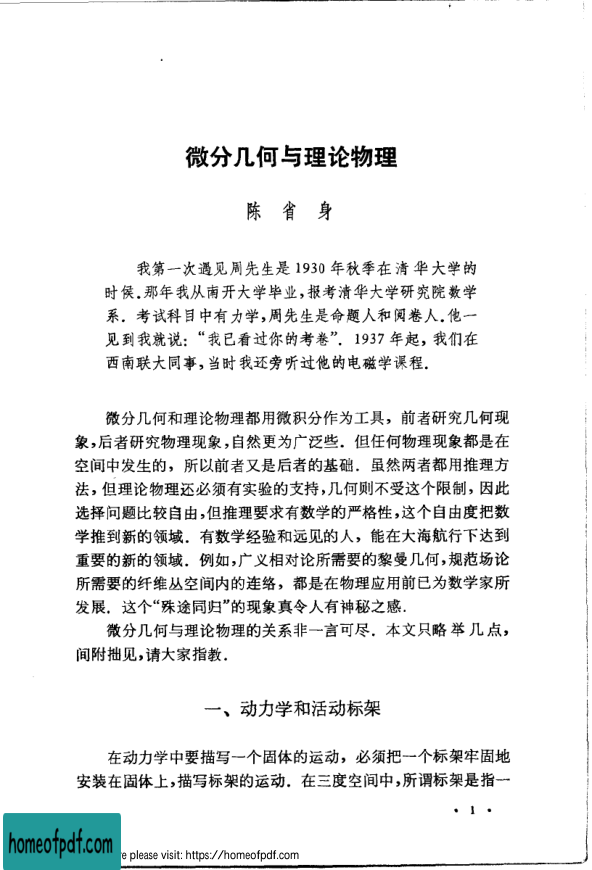 微分几何与理论物理
陈省身
我第一次遇见周先生是1930年秋季在清华大学的
时侯.那年我从南开大学毕业,报考清华大学研究院数学
系. 考试科目中有力学,周先生是命题人和阅卷人.他一
见到我就说:“我已看过你的考卷”. 1937年起,我们在
西南联大同事,当时我还旁听过他的电磁学课程.
微分几何和理论物理都用微积分作为工具, 前者研究几何现
象,后者研究物理现象,自然更为广泛些. 但任何物理现象都是在
空间中发生的, 所以前者又是后者的基础. 虽然两者都用推理方
法,但理论物理还必须有实验的支持,几何则不受这个限制, 因此
选择问题比较自由,但推理要求有数学的严格性,这个自由度把数
学推到新的领域. 有数学经验和远见的人, 能在大海航行下达到
重要的新的领域. 例如,广义相对论所需要的黎曼几何,规范场论
所需要的纤维丛空间内的连络, 都是在物理应用前已为数学家所
发展. 这个“殊途同归”的现象真令人有神秘之感.
微分几何与理论物理的关系非一言可尽. 本文只略举几点,
间附拙见,请大家指教.
一、动力学和活动标架
在动力学中要描写一个固体的运动, 必须把一个标架牢固地
安装在固体上,描写标架的运动. 在三度空间中,所谓标架是指一
• 1 •
homeofpdf.com
re please visit: https://homeofpdf.com